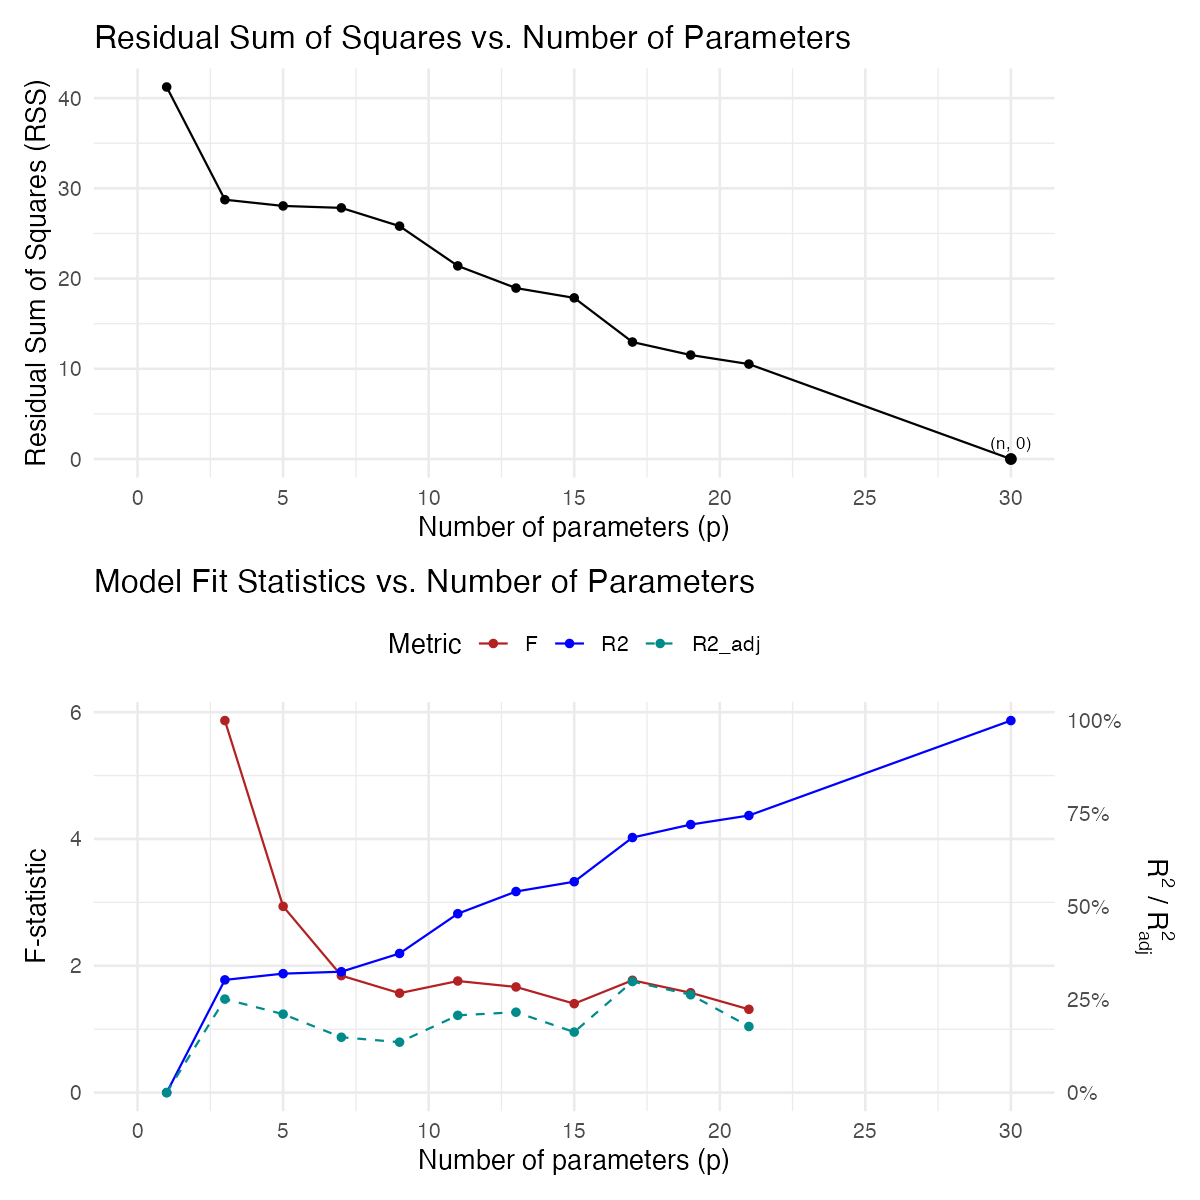 Residual Sum of Squares vs. Number of Parameters
Residual Sum of Squares (RSS)
40
30
20
10
0
(n, 0)
0 5 10 15 20 25 30
Number of parameters (p)
Model Fit Statistics vs. Number of Parameters
Metric F R2 R2_adj
F-statistic
6
4
2
0
100%
75%
50%
25%
0%
R² / R²adj
0 5 10 15 20 25 30
Number of parameters (p)